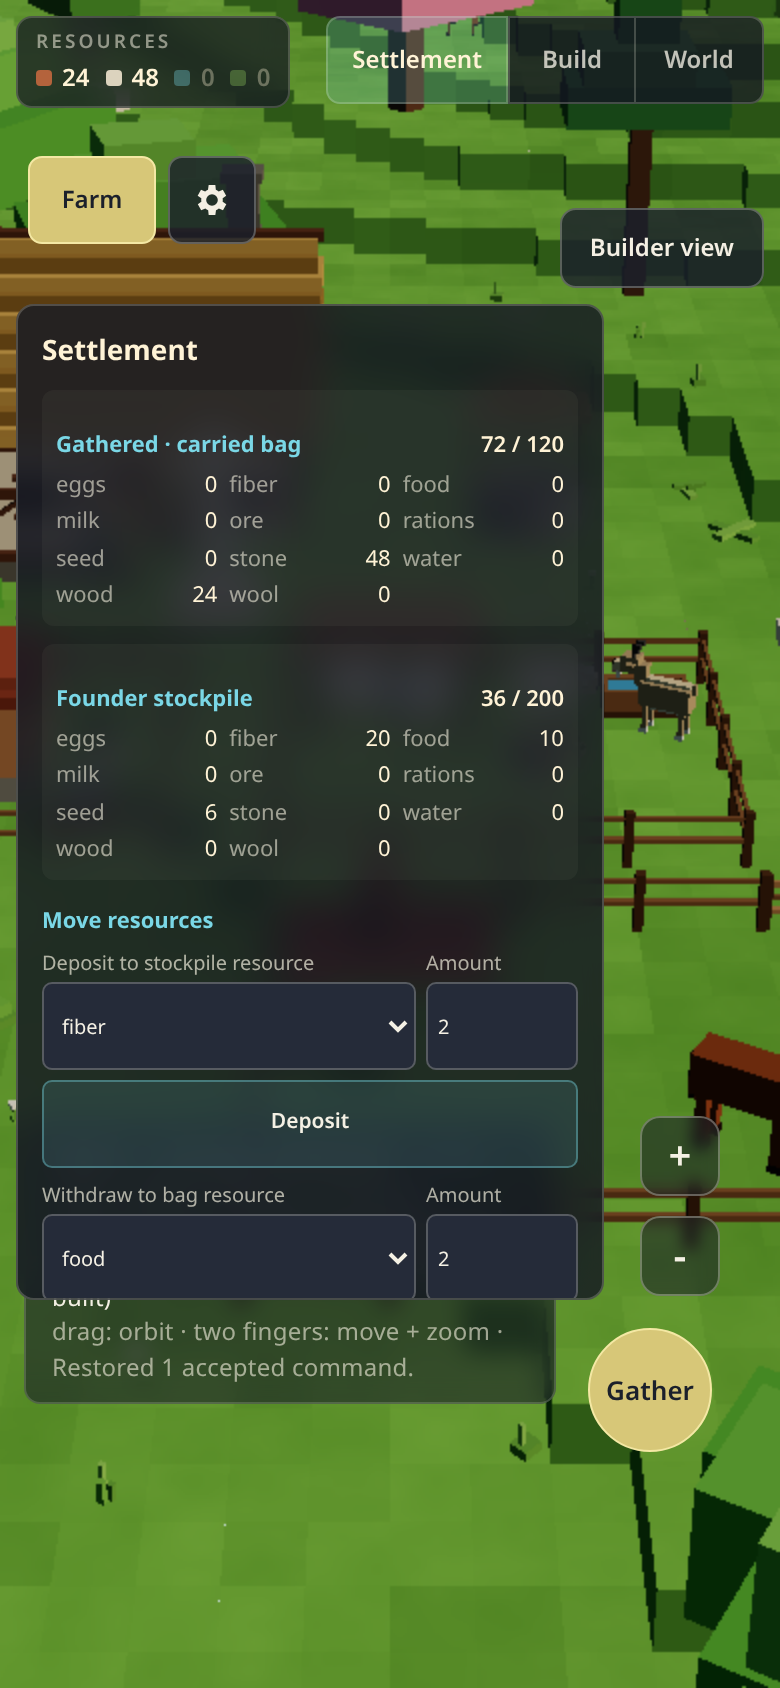 RESOURCES
24 48 0 0
Settlement Build World
Farm
Builder view
Settlement
Gathered · carried bag 72 / 120
eggs 0 fiber 0 food 0
milk 0 ore 0 rations 0
seed 0 stone 48 water 0
wood 24 wool 0
Founder stockpile 36 / 200
eggs 0 fiber 20 food 10
milk 0 ore 0 rations 0
seed 6 stone 0 water 0
wood 0 wool 0
Move resources
Deposit to stockpile resource Amount
fiber 2
Deposit
Withdraw to bag resource Amount
food 2
+
-
built)
drag: orbit · two fingers: move + zoom ·
Restored 1 accepted command.
Gather